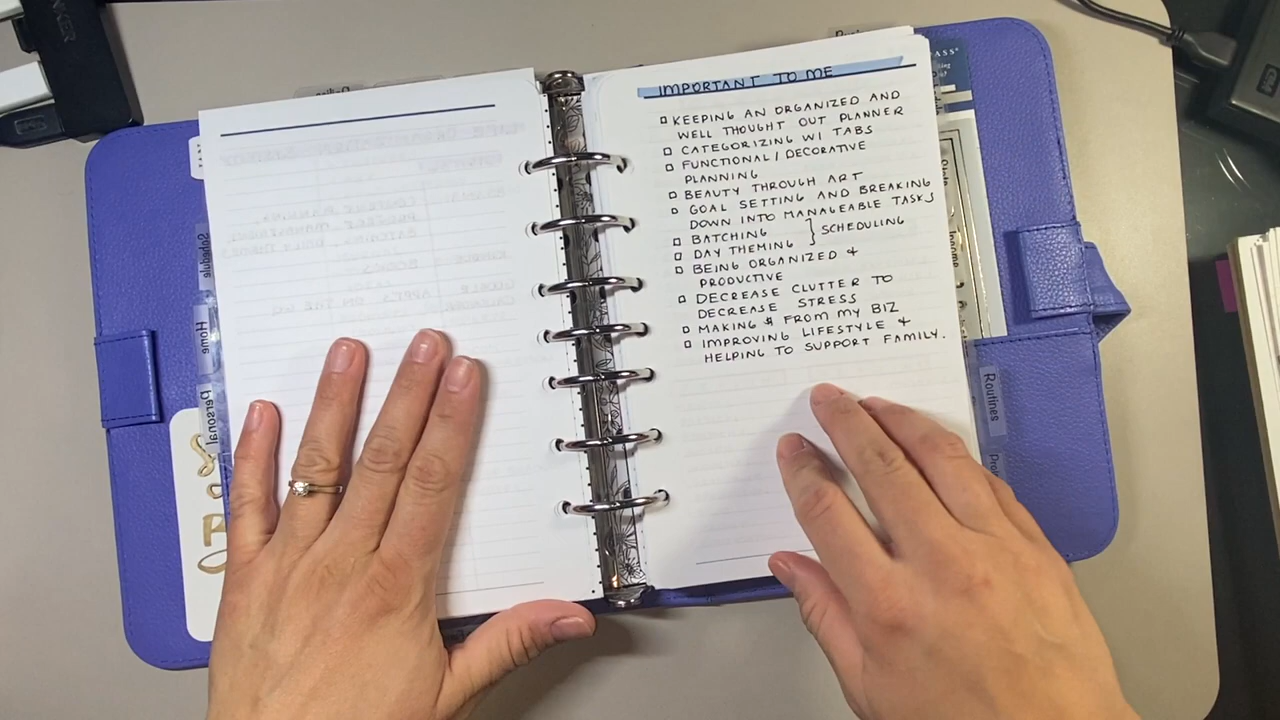 IMPORTANT TO ME
KEEPING AN ORGANIZED AND
WELL THOUGHT OUT PLANNER
CATEGORIZING W/ TABS
FUNCTIONAL/DECORATIVE
PLANNING
BEAUTY THROUGH ART
GOAL SETTING AND BREAKING
DOWN INTO MANAGEABLE TASKS
BATCHING
DAY THEMING } SCHEDULING
BEING ORGANIZED &
PRODUCTIVE
DECREASE CLUTTER TO
DECREASE STRESS
MAKING $ FROM MY BIZ
IMPROVING LIFESTYLE &
HELPING TO SUPPORT FAMILY.
Schedule
Home
Personal
Routines
Income
ANKER